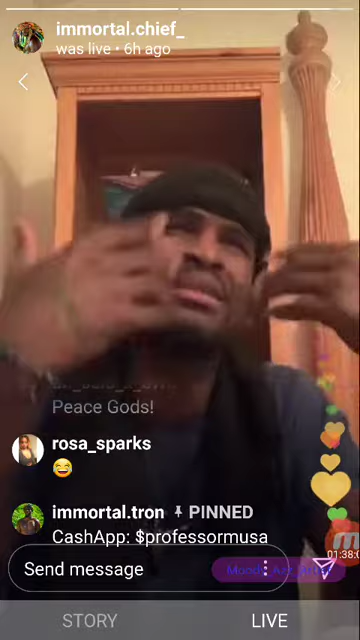 immortal.chief_
was live • 6h ago
Peace Gods!
rosa_sparks
😂
immortal.tron PINNED
CashApp: $professormusa
Send message
01:38:0
STORY
LIVE